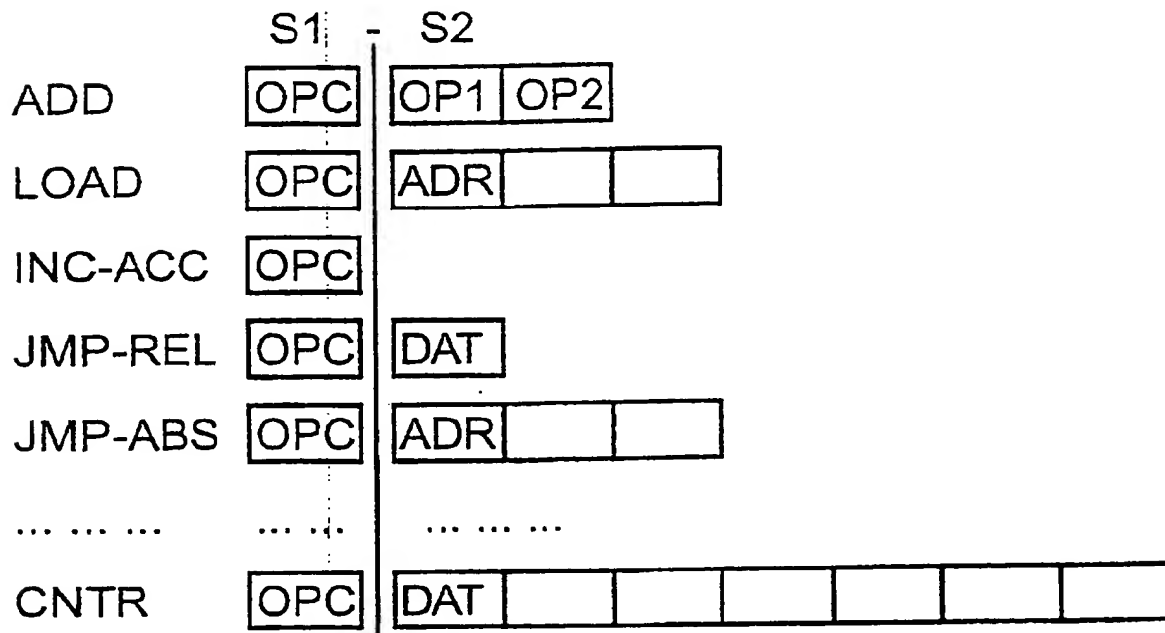 S1 - S2
ADD OPC OP1 OP2
LOAD OPC ADR
INC-ACC OPC
JMP-REL OPC DAT
JMP-ABS OPC ADR
... ... ... ... ... ... ... ...
CNTR OPC DAT